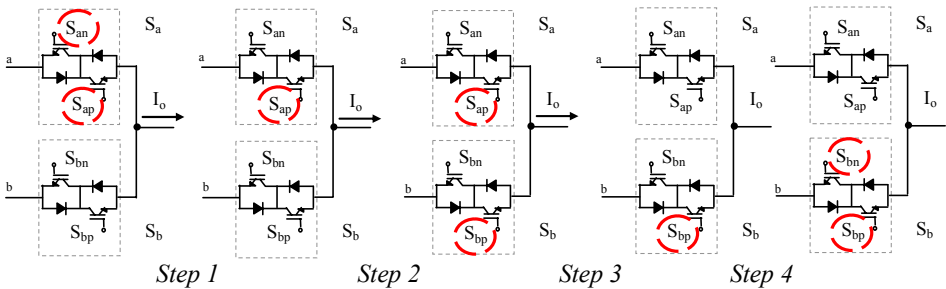 San Sa San Sa San Sa San Sa San Sa
a a a a a
Sap Io Sap Io Sap Io Sap Io Sap Io
Sbn Sbn Sbn Sbn Sbn
b b b b b
Sbp Sb Sbp Sb Sbp Sb Sbp Sb Sbp Sb
Step 1 Step 2 Step 3 Step 4